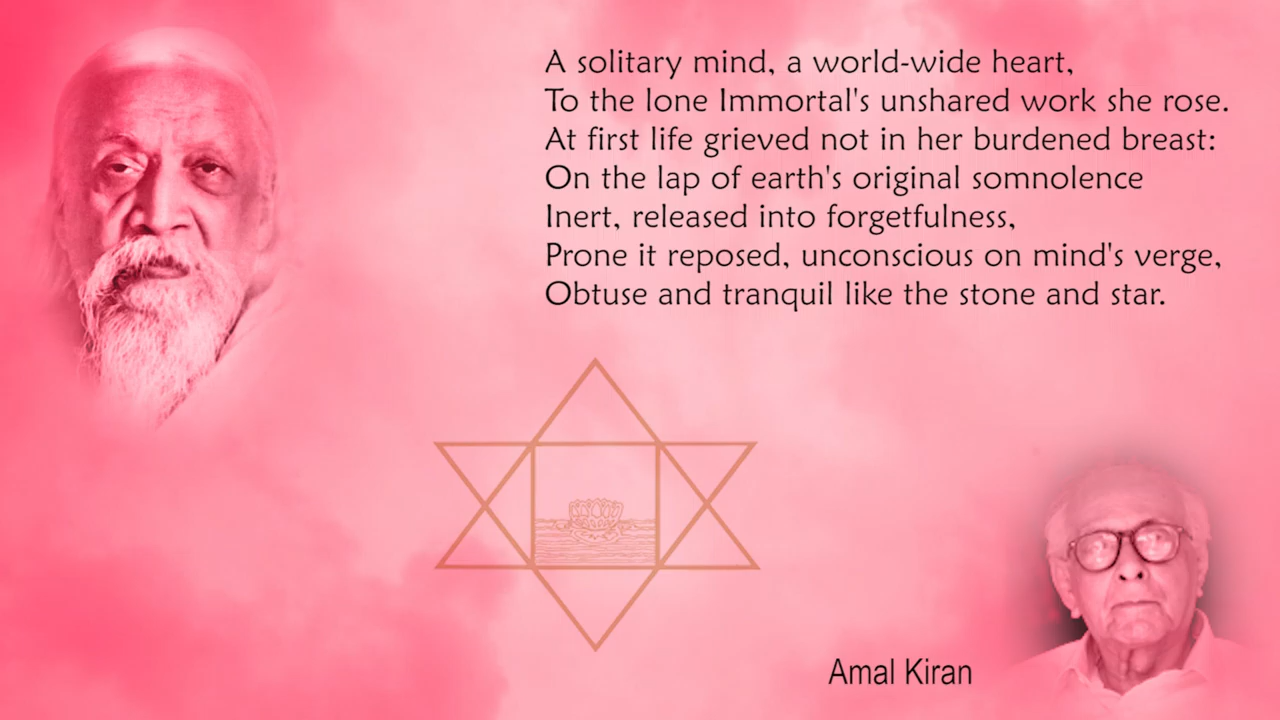 A solitary mind, a world-wide heart,
To the lone Immortal's unshared work she rose.
At first life grieved not in her burdened breast:
On the lap of earth's original somnolence
Inert, released into forgetfulness,
Prone it reposed, unconscious on mind's verge,
Obtuse and tranquil like the stone and star.
Amal Kiran